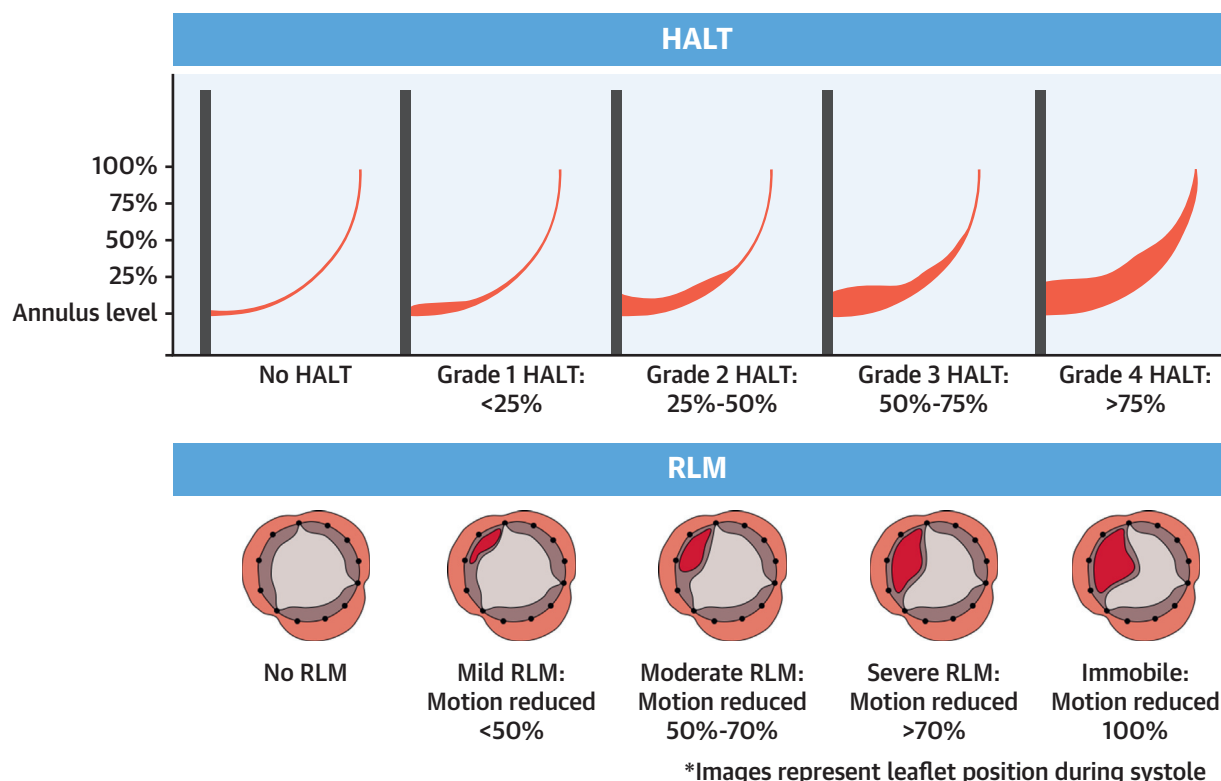 HALT
100%
75%
50%
25%
Annulus level
No HALT
Grade 1 HALT:
<25%
Grade 2 HALT:
25%-50%
Grade 3 HALT:
50%-75%
Grade 4 HALT:
>75%
RLM
No RLM
Mild RLM:
Motion reduced
<50%
Moderate RLM:
Motion reduced
50%-70%
Severe RLM:
Motion reduced
>70%
Immobile:
Motion reduced
100%
*Images represent leaflet position during systole